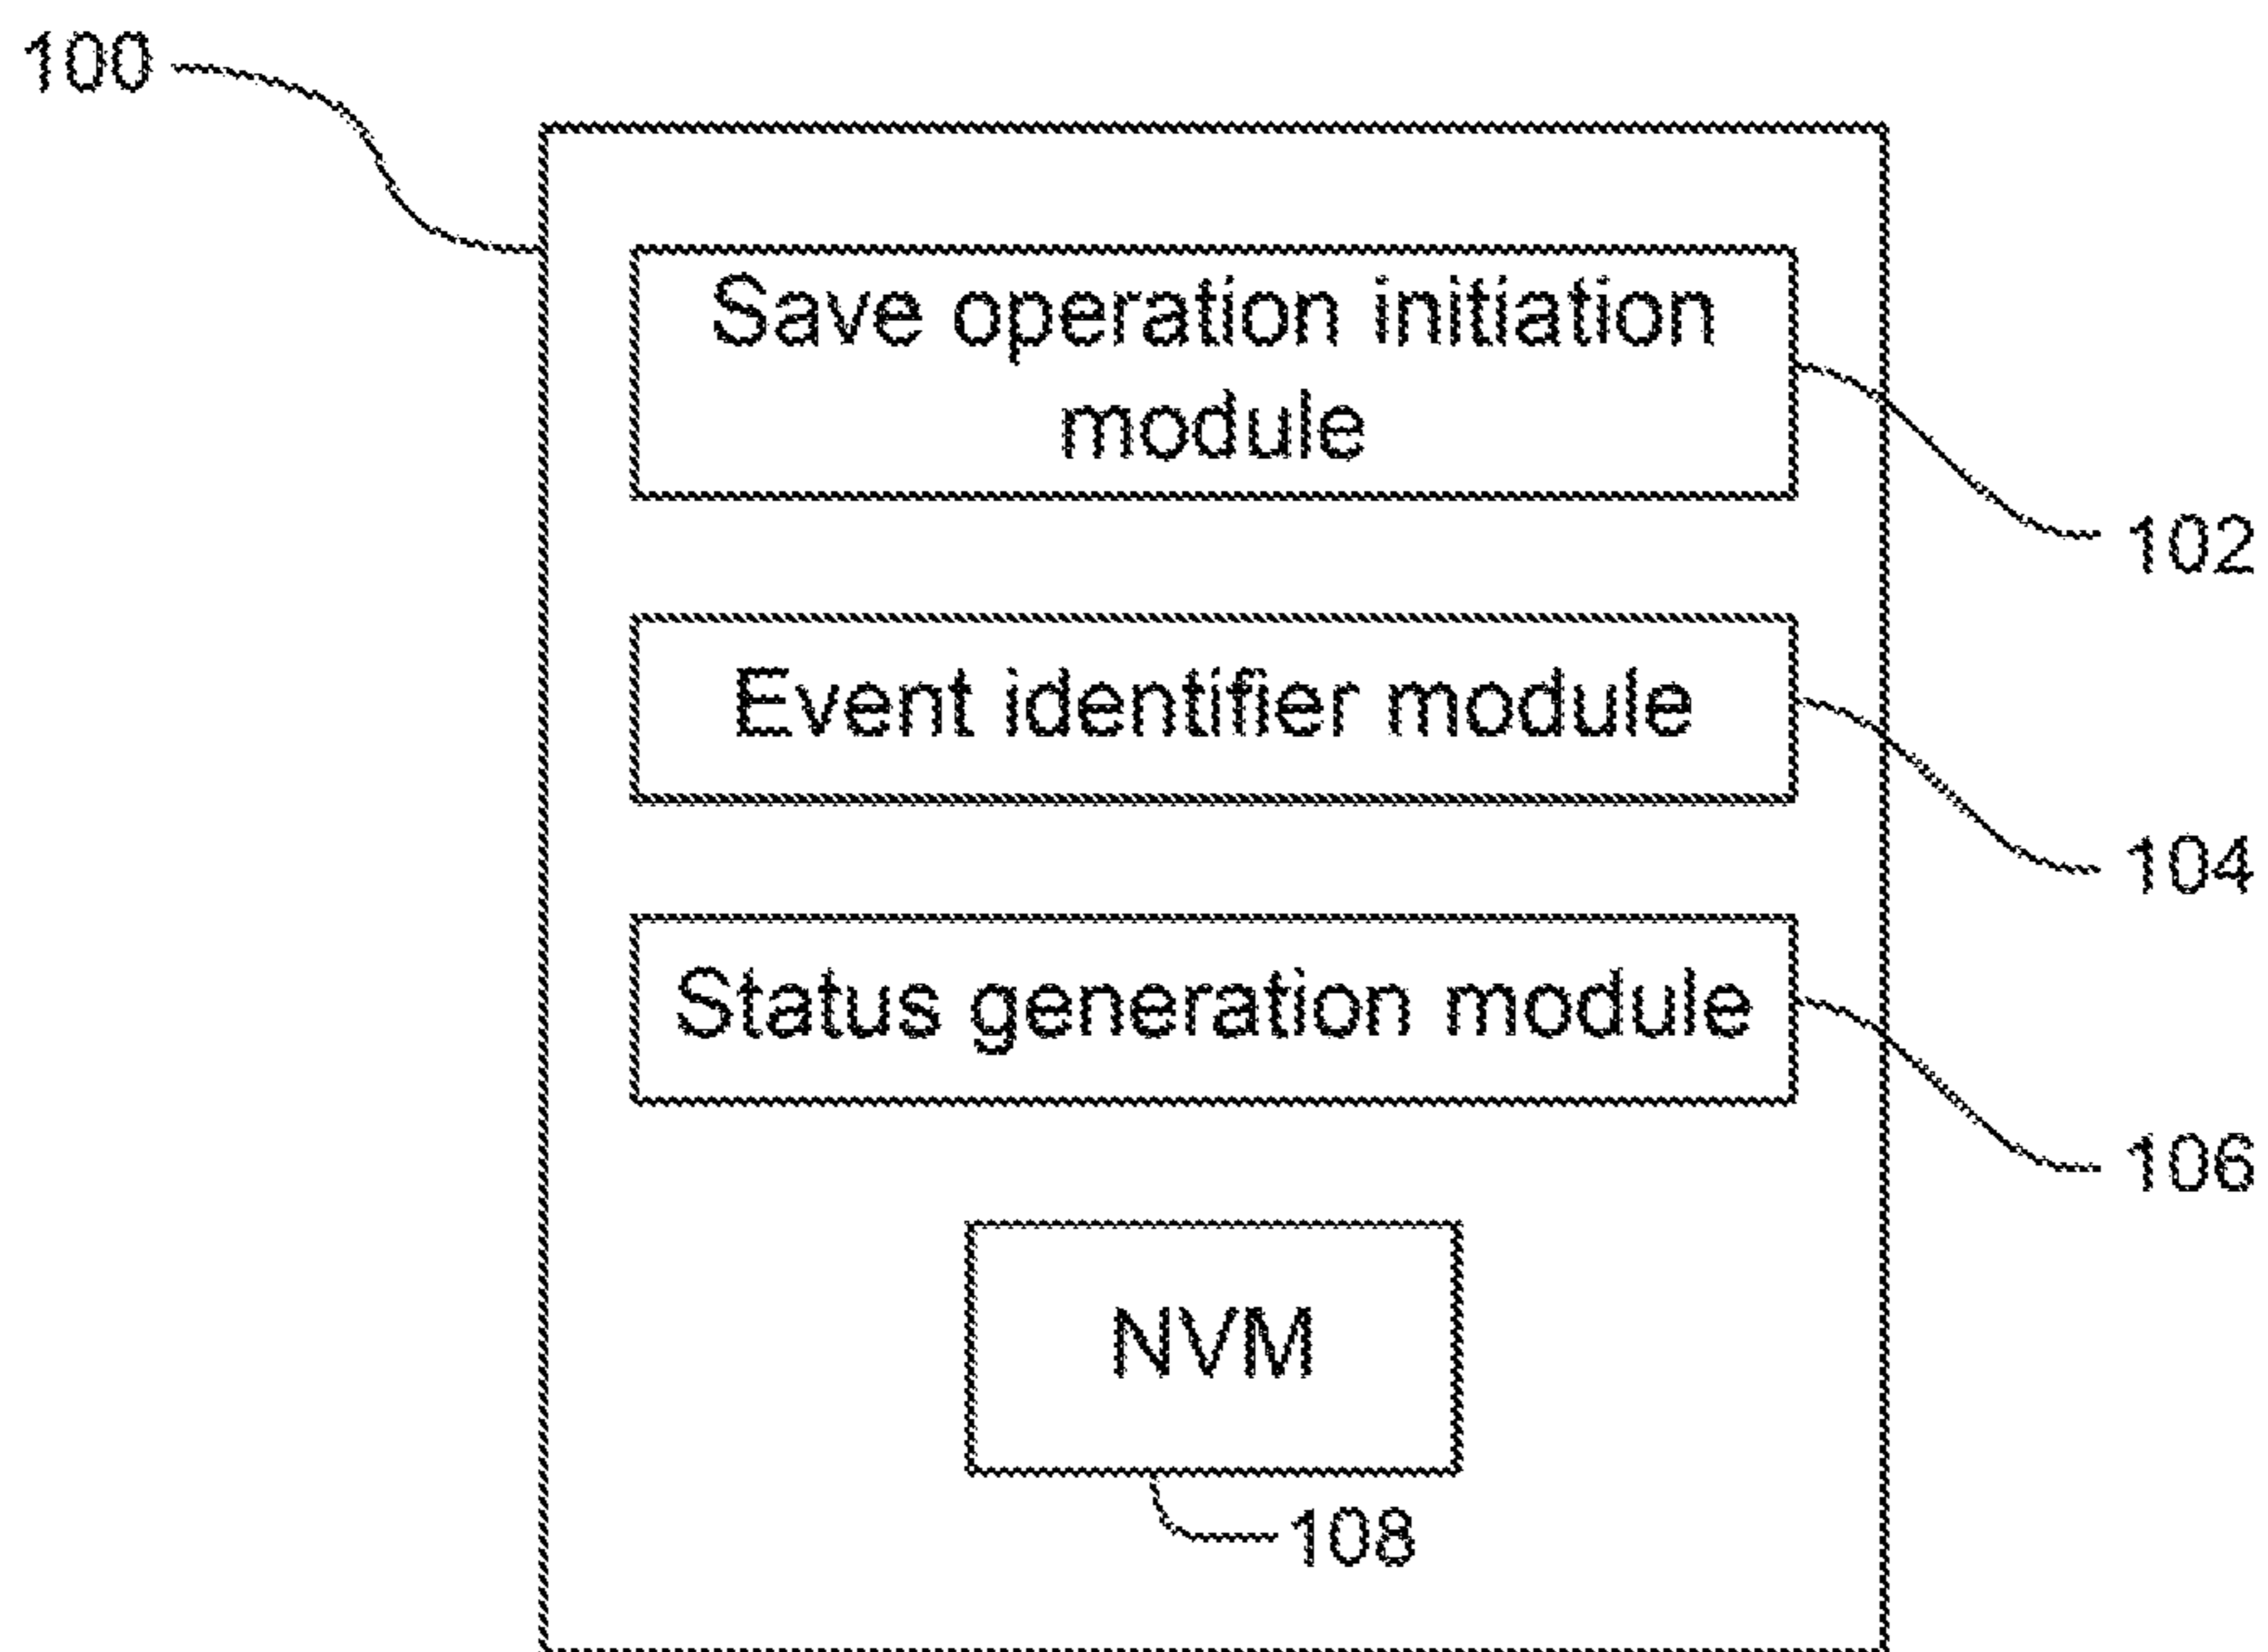 100
Save operation initiation
module
102
Event identifier module
104
Status generation module
106
NVM
108